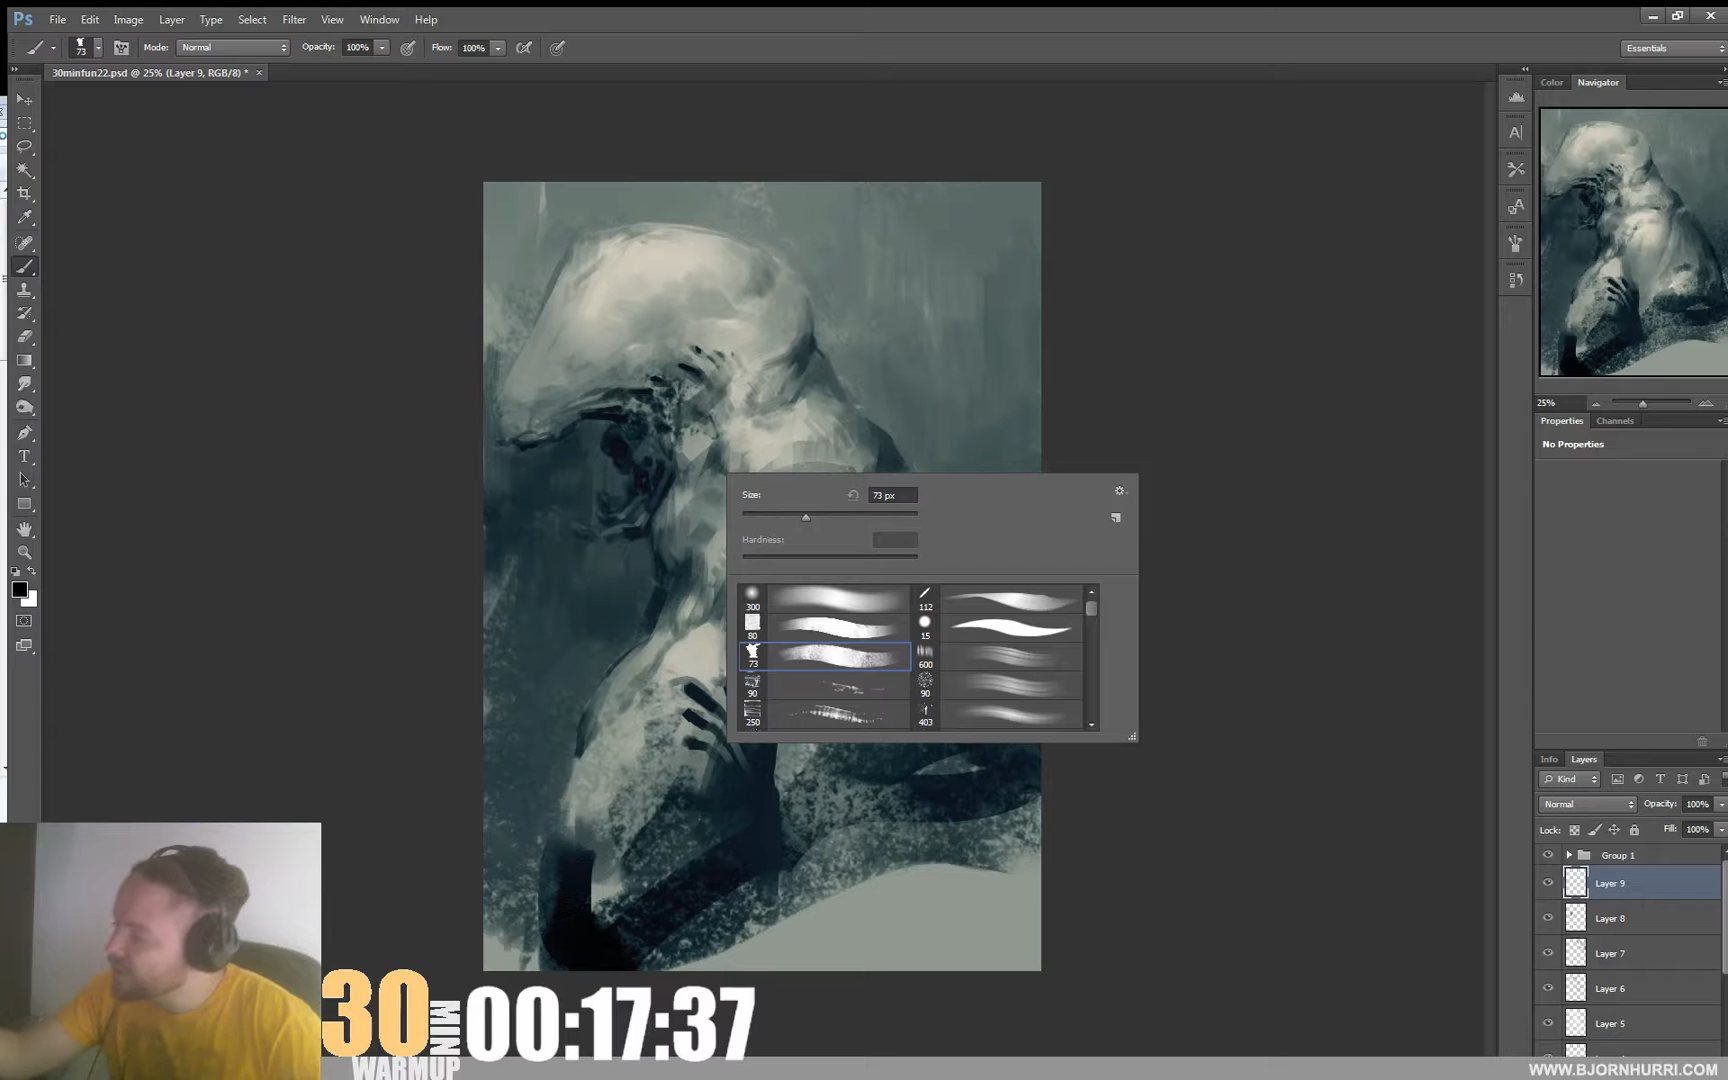 Ps File Edit Image Layer Type Select Filter View Window Help
73 Mode: Normal Opacity: 100% Flow: 100% Essentials
30minfun22.psd @ 25% (Layer 9, RGB/8) *
Color Navigator
25%
Properties Channels
No Properties
Size: 73 px
Hardness:
300 112
80 15
73 600
90 90
250 403
Info Layers
Kind
Normal Opacity: 100%
Lock: Fill: 100%
Group 1
Layer 9
Layer 8
Layer 7
Layer 6
Layer 5
30 MIN WARMUP 00:17:37
WWW.BJORNHURRI.COM